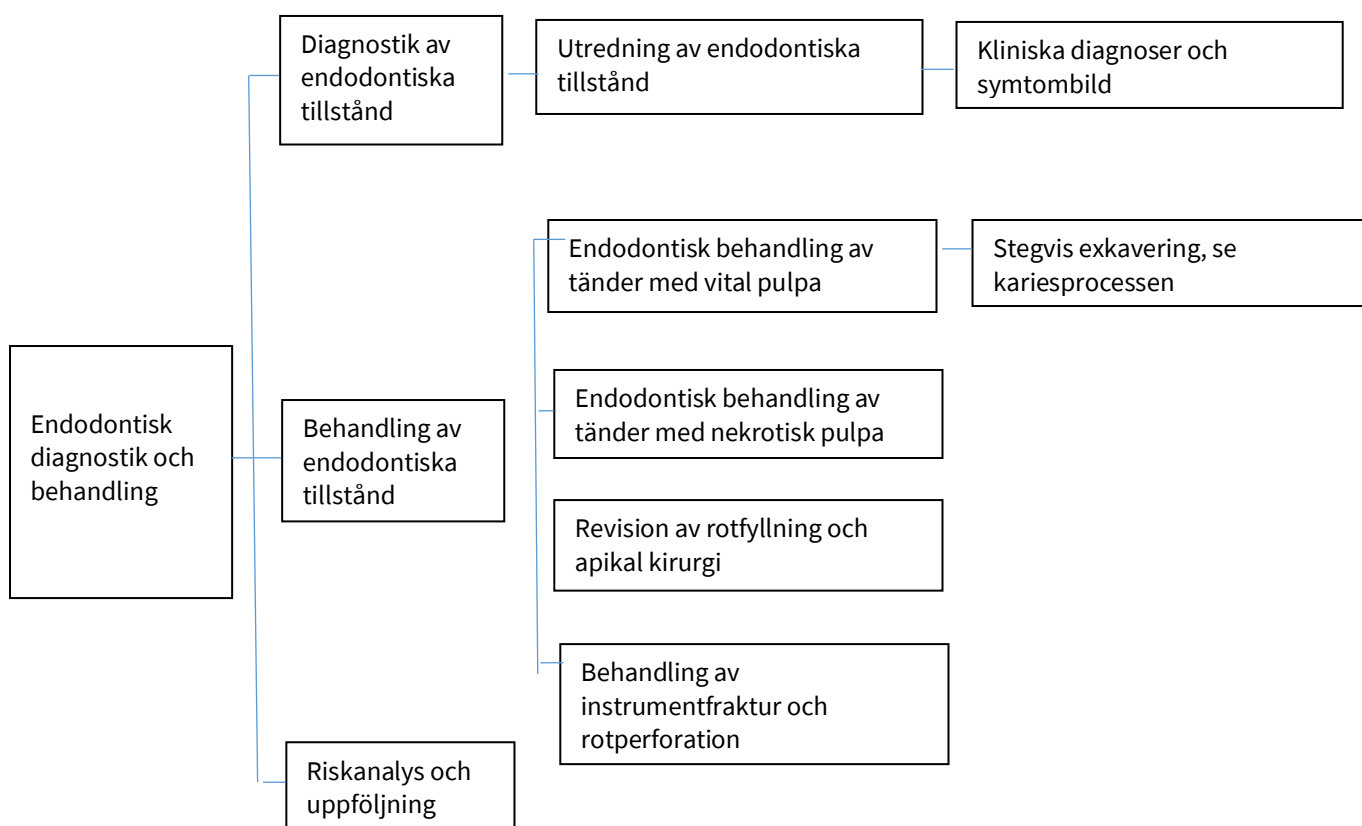 Diagnostik av
endodontiska
tillstånd
Utredning av endodontiska
tillstånd
Kliniska diagnoser och
symtombild
Endodontisk behandling av
tänder med vital pulpa
Stegvis exkavering, se
kariesprocessen
Endodontisk
diagnostik och
behandling
Behandling av
endodontiska
tillstånd
Endodontisk behandling av
tänder med nekrotisk pulpa
Revision av rotfyllning och
apikal kirurgi
Behandling av
instrumentfraktur och
rotperforation
Riskanalys och
uppföljning